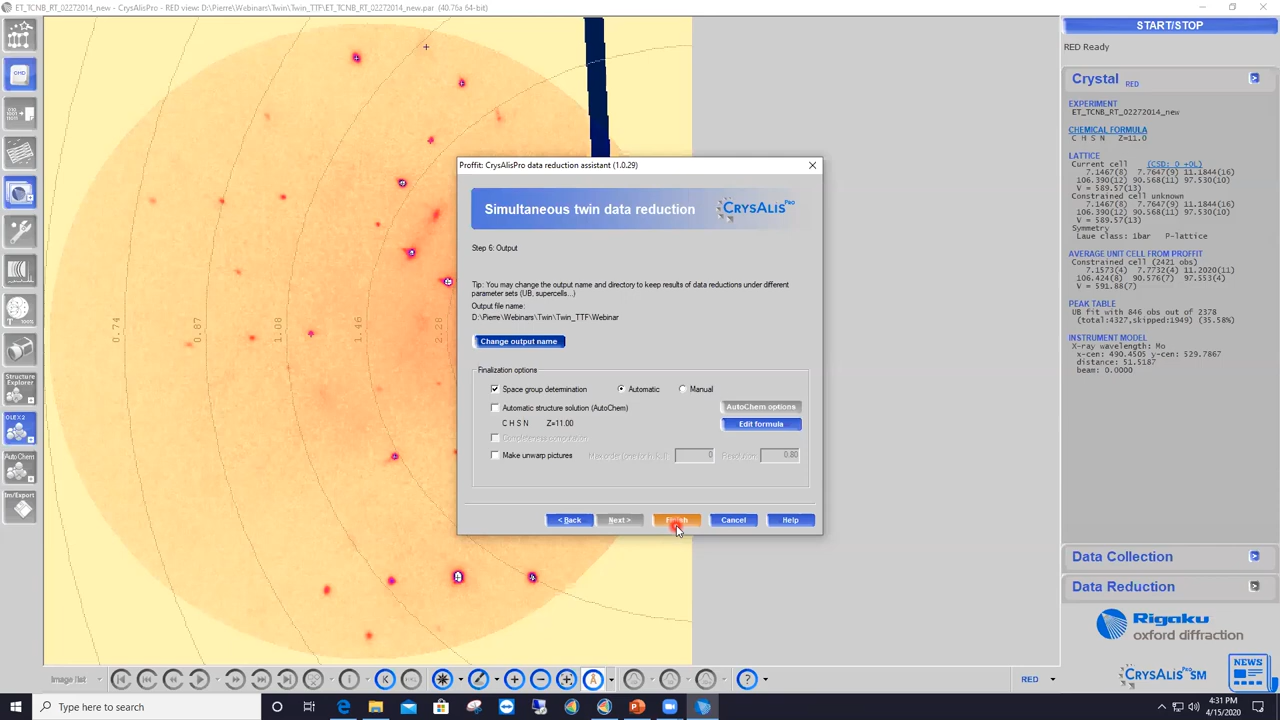 ET_TCNB_RT_02272014_new - CrysAlisPro - RED view: D:\Pierre\Webinars\Twin\Twin_TTF\ET_TCNB_RT_02272014_new.par (40.76a 64-bit)
START/STOP
RED Ready
Crystal RED
EXPERIMENT
ET_TCNB_RT_02272014_new
CHEMICAL FORMULA
C H S N Z=11.0
LATTICE
Current cell (CSD: 0 +0L)
7.1467(8) 7.7647(9) 11.1844(16)
106.390(12) 90.568(11) 97.530(10)
V = 589.57(13)
Constrained cell unknown
7.1467(8) 7.7647(9) 11.1844(16)
106.390(12) 90.568(11) 97.530(10)
V = 589.57(13)
Symmetry
Laue class: 1bar P-lattice
AVERAGE UNIT CELL FROM PROFFIT
Constrained cell (2421 obs)
7.1573(4) 7.7732(4) 11.2020(11)
106.424(8) 90.576(7) 97.553(4)
V = 591.88(7)
PEAK TABLE
UB fit with 846 obs out of 2378
(total:4327,skipped:1949) (35.58%)
INSTRUMENT MODEL
X-ray wavelength: Mo
x-cen: 490.4505 y-cen: 529.7867
distance: 51.5187
beam: 0.0000
Data Collection
Data Reduction
Rigaku
oxford diffraction
CRYSALIS Pro SM
NEWS
CMD
Structure
Explorer
OLEX 2
AutoChem
Im/Export
0.74
0.87
1.08
1.46
2.28
Proffit: CrysAlisPro data reduction assistant (1.0.29)
Simultaneous twin data reduction
CRYSALIS Pro
Step 6: Output
Tip: You may change the output name and directory to keep results of data reductions under different
parameter sets (UB, supercells...)
Output file name:
D:\Pierre\Webinars\Twin\Twin_TTF\Webinar
Change output name
Finalization options
Space group determination Automatic Manual
Automatic structure solution (AutoChem) AutoChem options
C H S N Z=11.00 Edit formula
Completeness computation
Make unwarp pictures 0 Resolution 0.80
< Back Next > Finish Cancel Help
Image list
RED
Type here to search
4:31 PM
4/15/2020